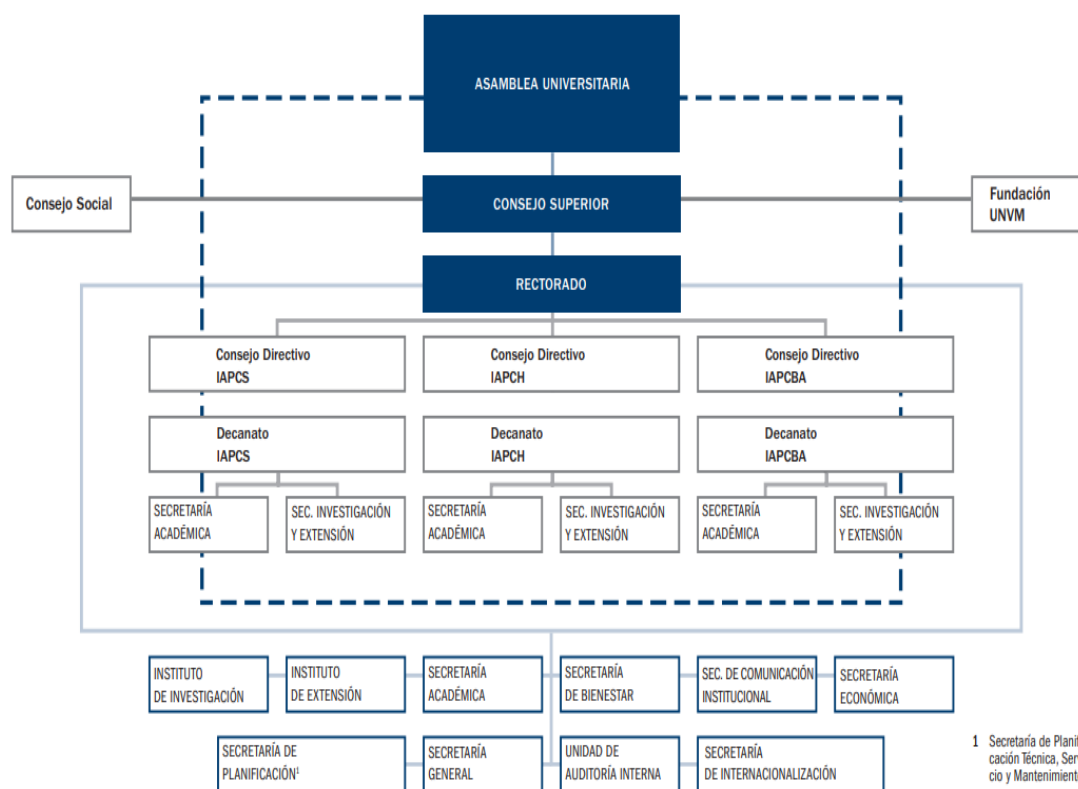 ASAMBLEA UNIVERSITARIA
Consejo Social
CONSEJO SUPERIOR
Fundación
UNVM
RECTORADO
Consejo Directivo
IAPCS
Consejo Directivo
IAPCH
Consejo Directivo
IAPCBA
Decanato
IAPCS
Decanato
IAPCH
Decanato
IAPCBA
SECRETARÍA
ACADÉMICA
SEC. INVESTIGACIÓN
Y EXTENSIÓN
SECRETARÍA
ACADÉMICA
SEC. INVESTIGACIÓN
Y EXTENSIÓN
SECRETARÍA
ACADÉMICA
SEC. INVESTIGACIÓN
Y EXTENSIÓN
INSTITUTO
DE INVESTIGACIÓN
INSTITUTO
DE EXTENSIÓN
SECRETARÍA
ACADÉMICA
SECRETARÍA
DE BIENESTAR
SEC. DE COMUNICACIÓN
INSTITUCIONAL
SECRETARÍA
ECONÓMICA
SECRETARÍA DE
PLANIFICACIÓN¹
SECRETARÍA
GENERAL
UNIDAD DE
AUDITORÍA INTERNA
SECRETARÍA
DE INTERNACIONALIZACIÓN
1 Secretaría de Planif
cación Técnica, Serv
cio y Mantenimiento